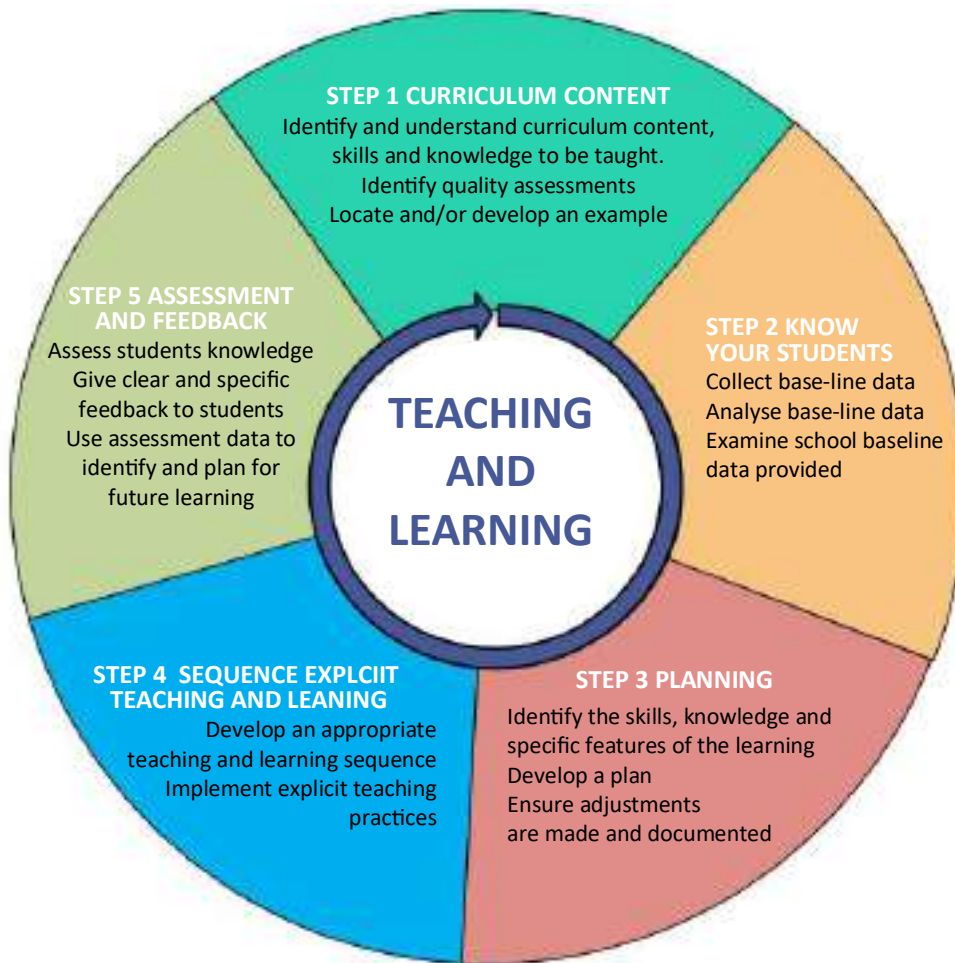 STEP 1 CURRICULUM CONTENT
Identify and understand curriculum content,
skills and knowledge to be taught.
Identify quality assessments
Locate and/or develop an example
STEP 2 KNOW
YOUR STUDENTS
Collect base-line data
Analyse base-line data
Examine school baseline
data provided
STEP 3 PLANNING
Identify the skills, knowledge and
specific features of the learning
Develop a plan
Ensure adjustments
are made and documented
STEP 4 SEQUENCE EXPLCIIT
TEACHING AND LEANING
Develop an appropriate
teaching and learning sequence
Implement explicit teaching
practices
STEP 5 ASSESSMENT
AND FEEDBACK
Assess students knowledge
Give clear and specific
feedback to students
Use assessment data to
identify and plan for
future learning
TEACHING
AND
LEARNING